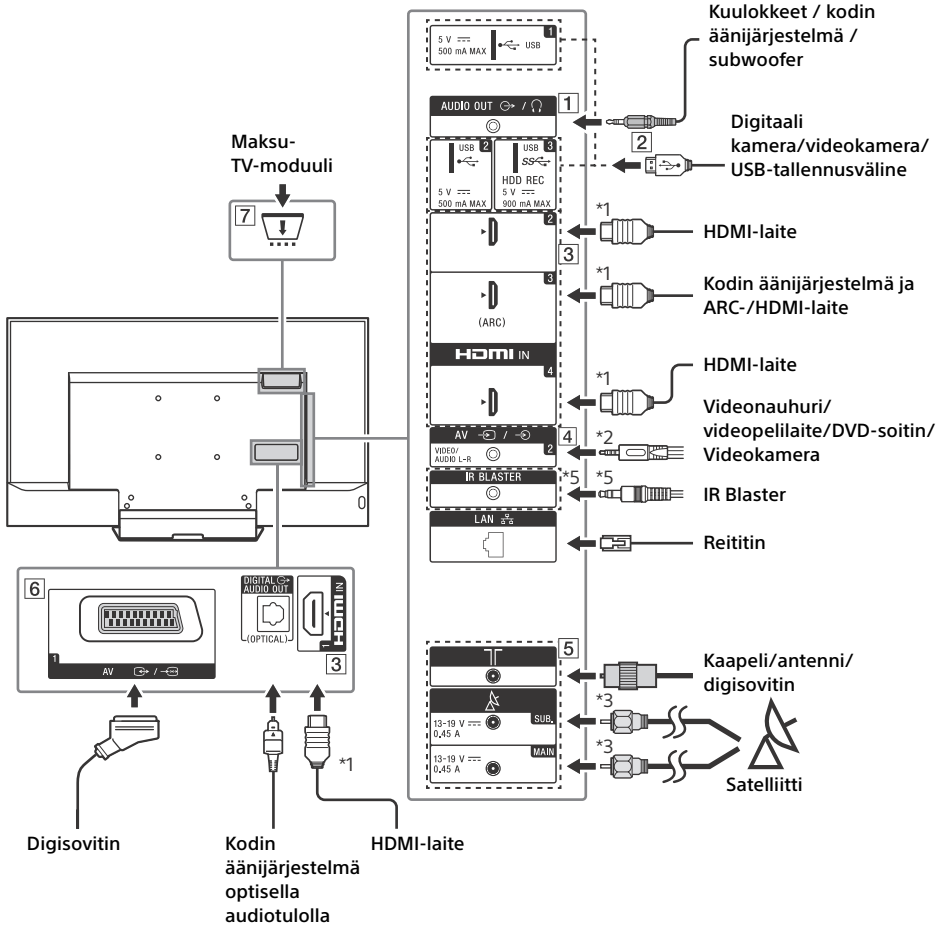 Kuulokkeet / kodin
äänijärjestelmä /
subwoofer
5 V
500 mA MAX
USB
1
AUDIO OUT /
1
2
Digitaali
kamera/videokamera/
USB-tallennusväline
USB 2
5 V
500 mA MAX
USB 3
SS
HDD REC
5 V
900 mA MAX
Maksu-
TV-moduuli
7
2
*1
HDMI-laite
3
3
(ARC)
*1
Kodin äänijärjestelmä ja
ARC-/HDMI-laite
HDMI IN
4
*1
HDMI-laite
AV /
VIDEO/
AUDIO L-R
2
4
*2
Videonauhuri/
videopelilaite/DVD-soitin/
Videokamera
IR BLASTER
*5
*5
IR Blaster
LAN
Reititin
6
1
AV /
DIGITAL
AUDIO OUT
(OPTICAL)
HDMI IN
1
3
*1
Digisovitin
Kodin
äänijärjestelmä
optisella
audiotulolla
HDMI-laite
5
Kaapeli/antenni/
digisovitin
13-19 V
0.45 A
SUB.
*3
13-19 V
0.45 A
MAIN
*3
Satelliitti